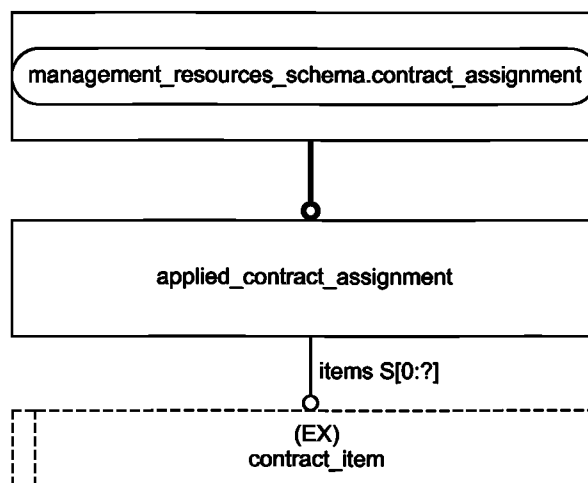 management_resources_schema.contract_assignment
applied_contract_assignment
items S[0:?]
(EX)
contract_item